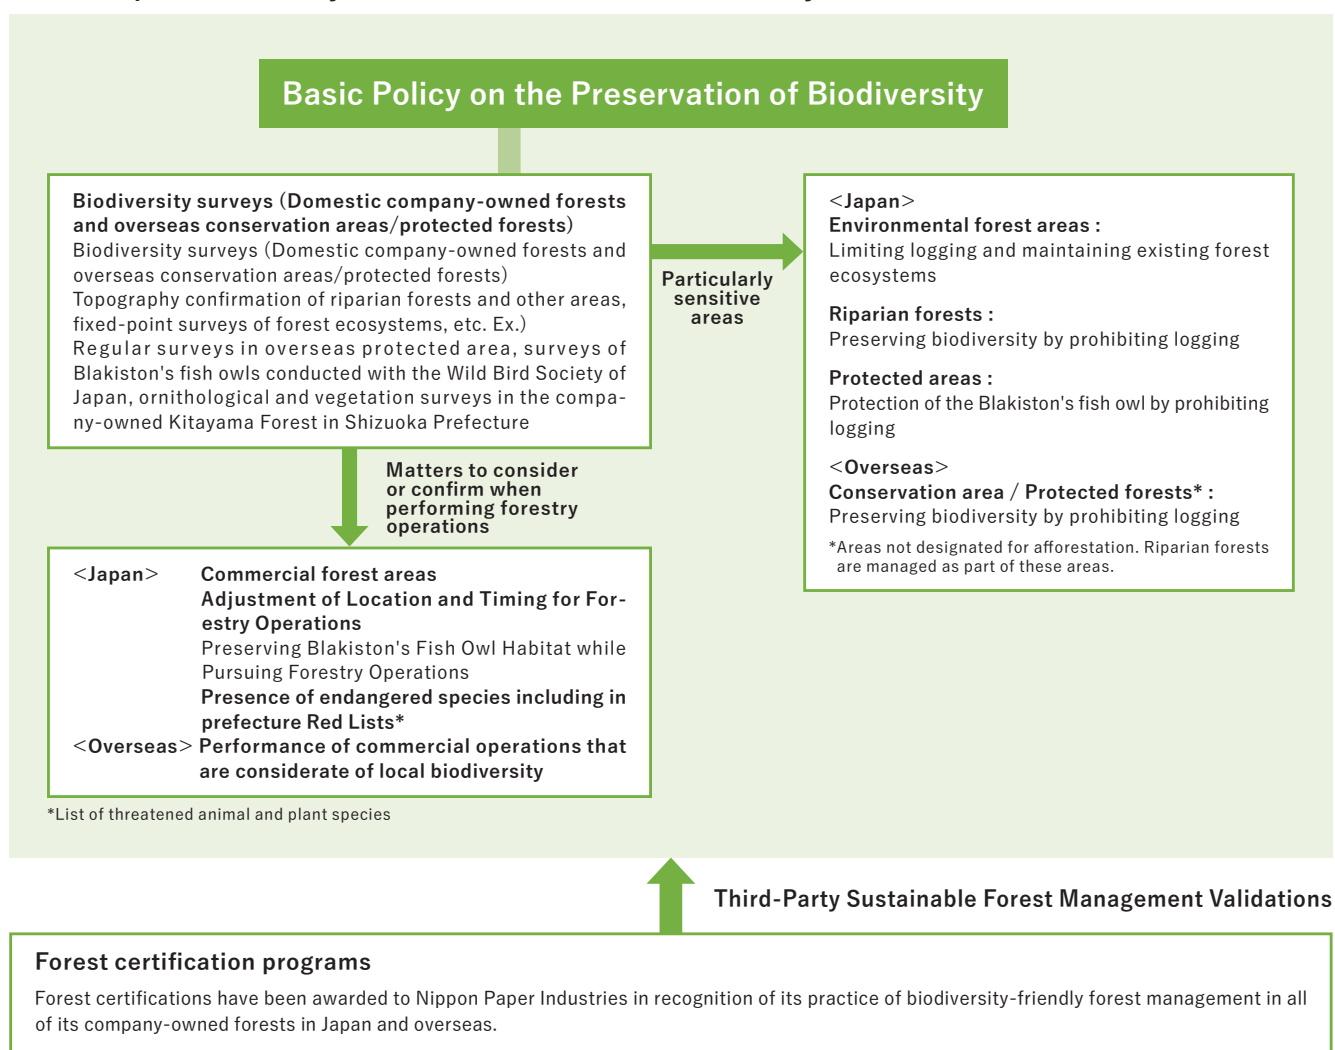 Basic Policy on the Preservation of Biodiversity
Biodiversity surveys (Domestic company-owned forests
and overseas conservation areas/protected forests)
Biodiversity surveys (Domestic company-owned forests and
overseas conservation areas/protected forests)
Topography confirmation of riparian forests and other areas,
fixed-point surveys of forest ecosystems, etc. Ex.)
Regular surveys in overseas protected area, surveys of
Blakiston's fish owls conducted with the Wild Bird Society of
Japan, ornithological and vegetation surveys in the compa-
ny-owned Kitayama Forest in Shizuoka Prefecture
Particularly
sensitive
areas
<Japan>
Environmental forest areas :
Limiting logging and maintaining existing forest
ecosystems
Riparian forests :
Preserving biodiversity by prohibiting logging
Protected areas :
Protection of the Blakiston's fish owl by prohibiting
logging
<Overseas>
Conservation area / Protected forests* :
Preserving biodiversity by prohibiting logging
*Areas not designated for afforestation. Riparian forests
are managed as part of these areas.
Matters to consider
or confirm when
performing forestry
operations
<Japan> Commercial forest areas
Adjustment of Location and Timing for For-
estry Operations
Preserving Blakiston's Fish Owl Habitat while
Pursuing Forestry Operations
Presence of endangered species including in
prefecture Red Lists*
<Overseas> Performance of commercial operations that
are considerate of local biodiversity
*List of threatened animal and plant species
Third-Party Sustainable Forest Management Validations
Forest certification programs
Forest certifications have been awarded to Nippon Paper Industries in recognition of its practice of biodiversity-friendly forest management in all
of its company-owned forests in Japan and overseas.